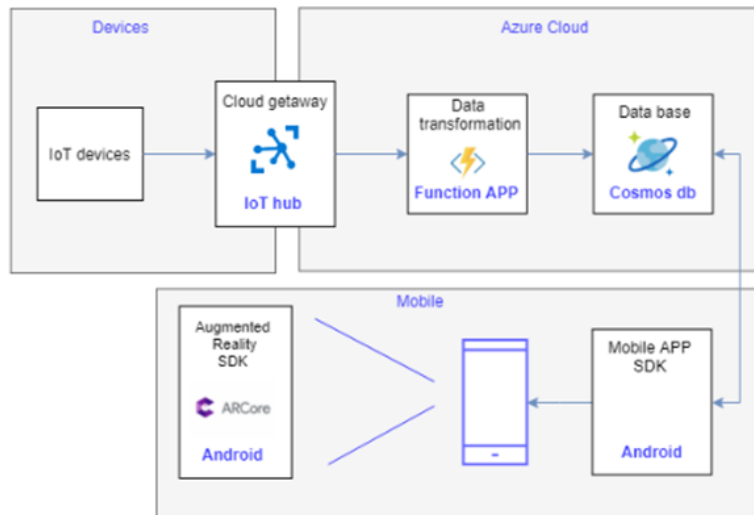 Devices
Azure Cloud
IoT devices
Cloud getaway
IoT hub
Data
transformation
Function APP
Data base
Cosmos db
Mobile
Augmented
Reality
SDK
ARCore
Android
Mobile APP
SDK
Android